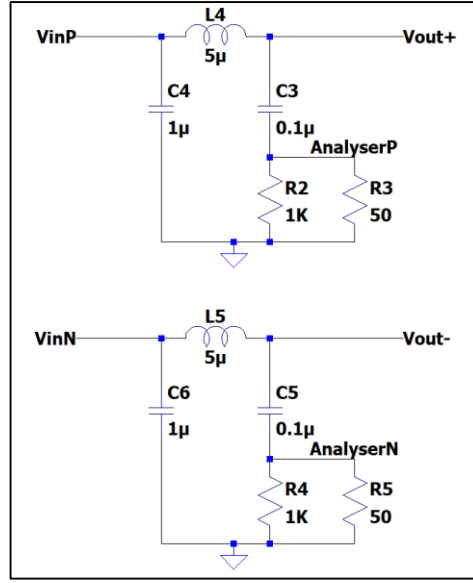 L4
VinP
Vout+
5µ
C4
C3
1µ
0.1µ
AnalyserP
R2
R3
1K
50
L5
VinN
Vout-
5µ
C6
C5
1µ
0.1µ
AnalyserN
R4
R5
1K
50